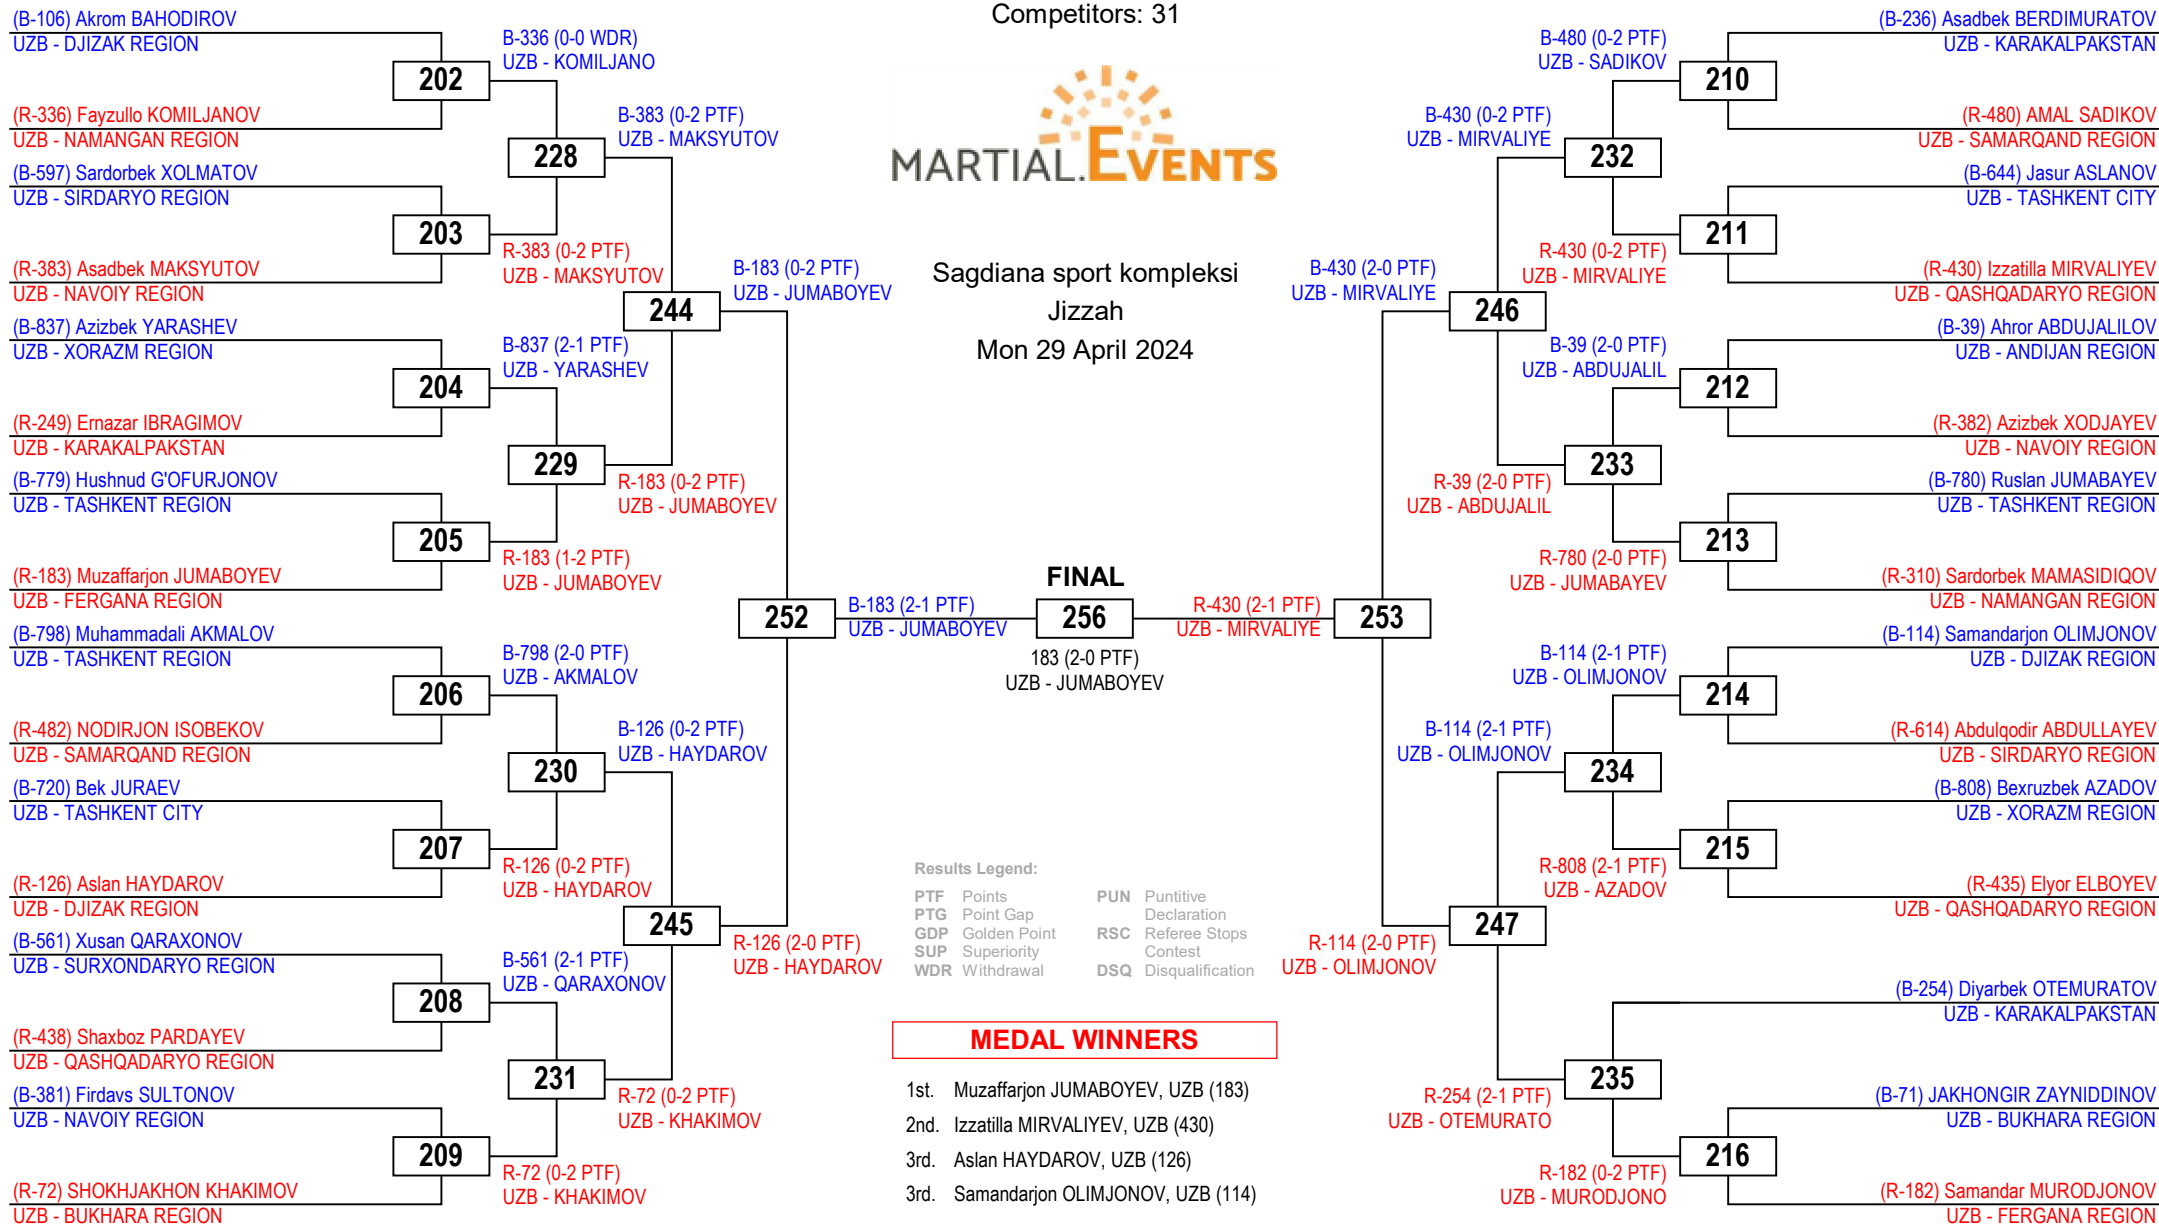 Competitors: 31
MARTIAL.EVENTS
Sagdiana sport kompleksi
Jizzah
Mon 29 April 2024
(B-106) Akrom BAHODIROV
UZB - DJIZAK REGION
202
(R-336) Fayzullo KOMILJANOV
UZB - NAMANGAN REGION
(B-597) Sardorbek XOLMATOV
UZB - SIRDARYO REGION
203
(R-383) Asadbek MAKSYUTOV
UZB - NAVOIY REGION
(B-837) Azizbek YARASHEV
UZB - XORAZM REGION
204
(R-249) Ernazar IBRAGIMOV
UZB - KARAKALPAKSTAN
(B-779) Hushnud G'OFURJONOV
UZB - TASHKENT REGION
205
(R-183) Muzaffarjon JUMABOYEV
UZB - FERGANA REGION
(B-798) Muhammadali AKMALOV
UZB - TASHKENT REGION
206
(R-482) NODIRJON ISOBEKOV
UZB - SAMARQAND REGION
(B-720) Bek JURAEV
UZB - TASHKENT CITY
207
(R-126) Aslan HAYDAROV
UZB - DJIZAK REGION
(B-561) Xusan QARAXONOV
UZB - SURXONDARYO REGION
208
(R-438) Shaxboz PARDAYEV
UZB - QASHQADARYO REGION
(B-381) Firdavs SULTONOV
UZB - NAVOIY REGION
209
(R-72) SHOKHJAKHON KHAKIMOV
UZB - BUKHARA REGION
B-336 (0-0 WDR)
UZB - KOMILJANO
228
R-383 (0-2 PTF)
UZB - MAKSYUTOV
B-837 (2-1 PTF)
UZB - YARASHEV
229
R-183 (1-2 PTF)
UZB - JUMABOYEV
B-798 (2-0 PTF)
UZB - AKMALOV
230
R-126 (0-2 PTF)
UZB - HAYDAROV
B-561 (2-1 PTF)
UZB - QARAXONOV
231
R-72 (0-2 PTF)
UZB - KHAKIMOV
B-383 (0-2 PTF)
UZB - MAKSYUTOV
244
R-183 (0-2 PTF)
UZB - JUMABOYEV
B-126 (0-2 PTF)
UZB - HAYDAROV
245
R-72 (0-2 PTF)
UZB - KHAKIMOV
B-183 (0-2 PTF)
UZB - JUMABOYEV
252
R-126 (2-0 PTF)
UZB - HAYDAROV
B-183 (2-1 PTF)
UZB - JUMABOYEV
FINAL
256
183 (2-0 PTF)
UZB - JUMABOYEV
R-430 (2-1 PTF)
UZB - MIRVALIYE
B-430 (2-0 PTF)
UZB - MIRVALIYE
253
R-114 (2-0 PTF)
UZB - OLIMJONOV
B-430 (0-2 PTF)
UZB - MIRVALIYE
246
R-39 (2-0 PTF)
UZB - ABDUJALIL
B-114 (2-1 PTF)
UZB - OLIMJONOV
247
R-254 (2-1 PTF)
UZB - OTEMURATO
B-480 (0-2 PTF)
UZB - SADIKOV
232
R-430 (0-2 PTF)
UZB - MIRVALIYE
B-39 (2-0 PTF)
UZB - ABDUJALIL
233
R-780 (2-0 PTF)
UZB - JUMABAYEV
B-114 (2-1 PTF)
UZB - OLIMJONOV
234
R-808 (2-1 PTF)
UZB - AZADOV
235
R-182 (0-2 PTF)
UZB - MURODJONO
(B-236) Asadbek BERDIMURATOV
UZB - KARAKALPAKSTAN
210
(R-480) AMAL SADIKOV
UZB - SAMARQAND REGION
(B-644) Jasur ASLANOV
UZB - TASHKENT CITY
211
(R-430) Izzatilla MIRVALIYEV
UZB - QASHQADARYO REGION
(B-39) Ahror ABDUJALILOV
UZB - ANDIJAN REGION
212
(R-382) Azizbek XODJAYEV
UZB - NAVOIY REGION
(B-780) Ruslan JUMABAYEV
UZB - TASHKENT REGION
213
(R-310) Sardorbek MAMASIDIQOV
UZB - NAMANGAN REGION
(B-114) Samandarjon OLIMJONOV
UZB - DJIZAK REGION
214
(R-614) Abdulqodir ABDULLAYEV
UZB - SIRDARYO REGION
(B-808) Bexruzbek AZADOV
UZB - XORAZM REGION
215
(R-435) Elyor ELBOYEV
UZB - QASHQADARYO REGION
(B-254) Diyarbek OTEMURATOV
UZB - KARAKALPAKSTAN
(B-71) JAKHONGIR ZAYNIDDINOV
UZB - BUKHARA REGION
216
(R-182) Samandar MURODJONOV
UZB - FERGANA REGION
Results Legend:
PTF Points
PTG Point Gap
GDP Golden Point
SUP Superiority
WDR Withdrawal
PUN Puntitive
Declaration
RSC Referee Stops
Contest
DSQ Disqualification
MEDAL WINNERS
1st. Muzaffarjon JUMABOYEV, UZB (183)
2nd. Izzatilla MIRVALIYEV, UZB (430)
3rd. Aslan HAYDAROV, UZB (126)
3rd. Samandarjon OLIMJONOV, UZB (114)